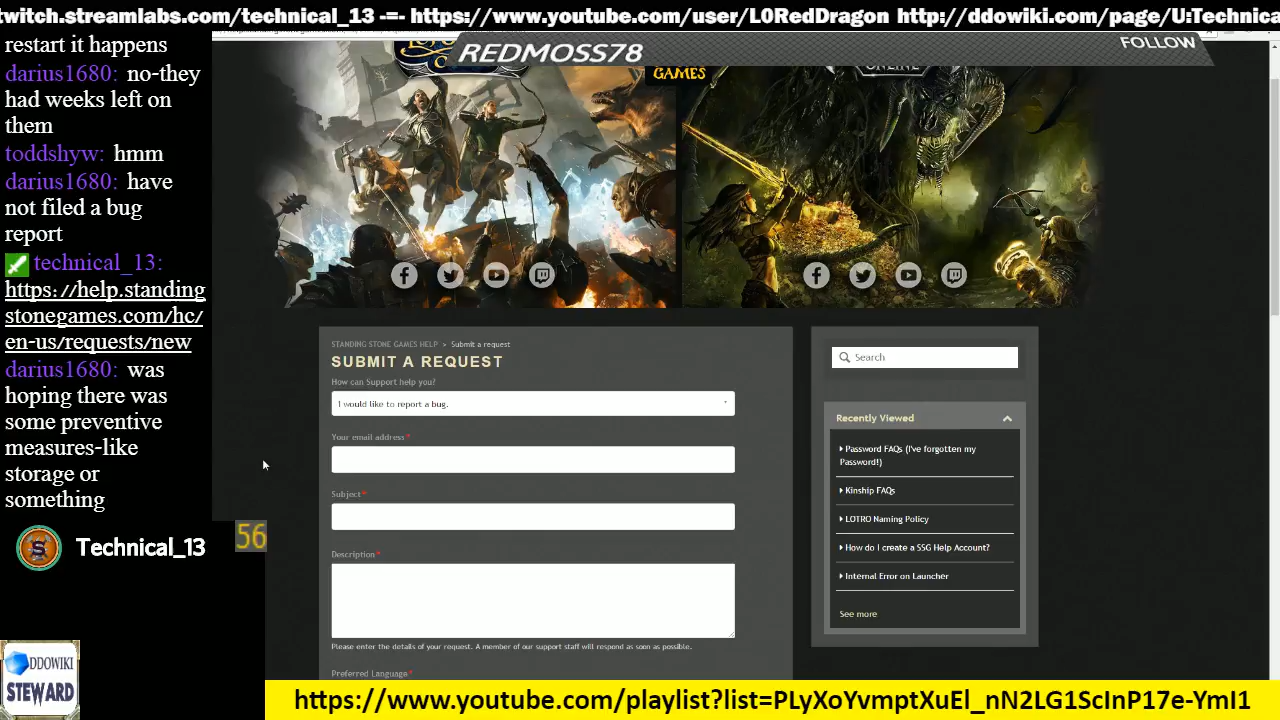 twitch.streamlabs.com/technical_13 -=- https://www.youtube.com/user/L0RedDragon http://ddowiki.com/page/U:Technica
restart it happens
darius1680: no-they
had weeks left on
them
toddshyw: hmm
darius1680: have
not filed a bug
report
technical_13:
https://help.standing
stonegames.com/hc/
en-us/requests/new
darius1680: was
hoping there was
some preventive
measures-like
storage or
something
Technical_13
56
DDOWIKI
STEWARD
REDMOSS78
FOLLOW
GAMES
ONLINE
STANDING STONE GAMES HELP > Submit a request
SUBMIT A REQUEST
How can Support help you?
I would like to report a bug.
Your email address*
Subject*
Description*
Please enter the details of your request. A member of our support staff will respond as soon as possible.
Preferred Language*
Search
Recently Viewed
Password FAQs (I've forgotten my
Password!)
Kinship FAQs
LOTRO Naming Policy
How do I create a SSG Help Account?
Internal Error on Launcher
See more
https://www.youtube.com/playlist?list=PLyXoYvmptXuEl_nN2LG1ScInP17e-YmI1